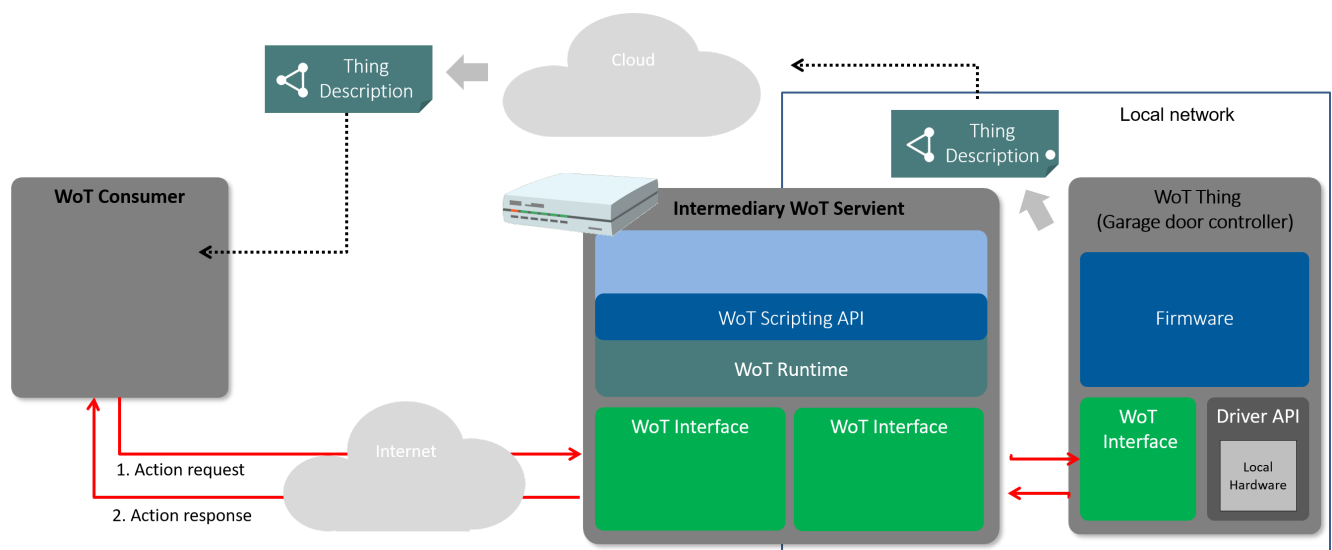 Cloud
Thing
Description
Local network
Thing
Description
WoT Consumer
Intermediary WoT Servient
WoT Thing
(Garage door controller)
WoT Scripting API
Firmware
WoT Runtime
WoT Interface
WoT Interface
WoT
Interface
Driver API
Local
Hardware
Internet
1. Action request
2. Action response